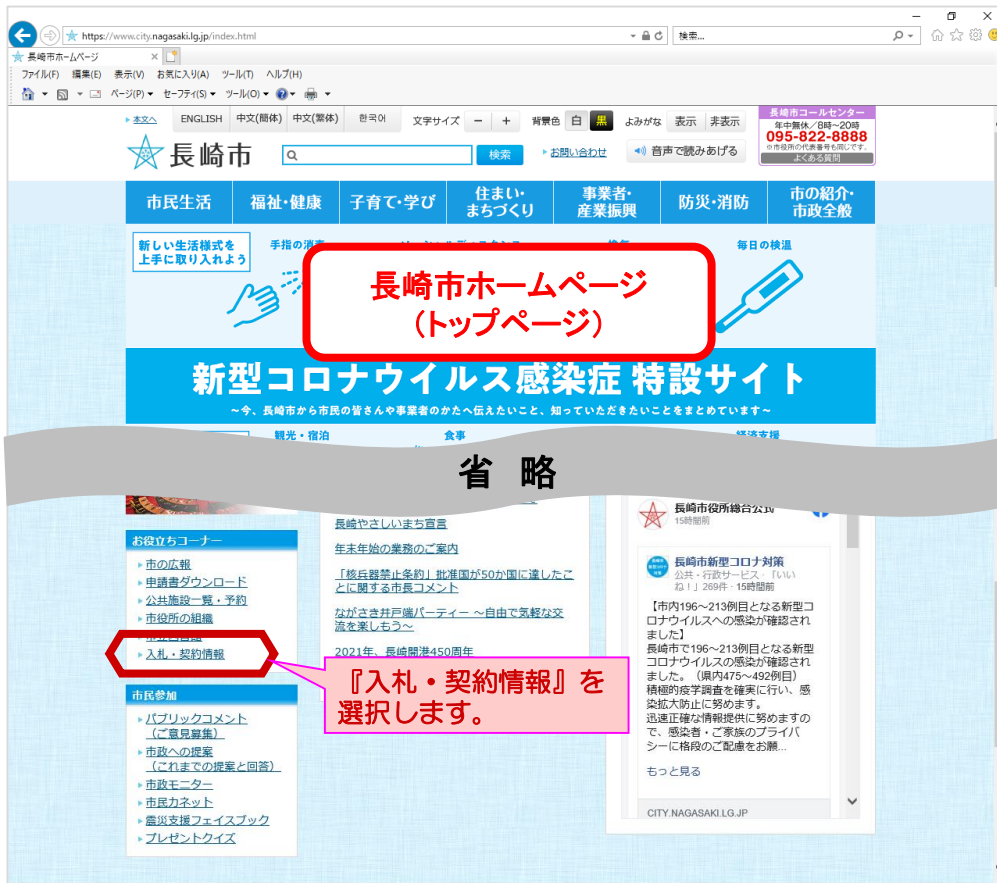 https://www.city.nagasaki.lg.jp/index.html
検索...
長崎市ホームページ
ファイル(F) 編集(E) 表示(V) お気に入り(A) ツール(T) ヘルプ(H)
ページ(P) セーフティ(S) ツール(O)
本文へ ENGLISH 中文(簡体) 中文(繁体) 한국어 文字サイズ － ＋ 背景色 白 黒 よみがな 表示 非表示
長崎市コールセンター
年中無休／8時～20時
095-822-8888
※市役所の代表番号も同じです。
よくある質問
長崎市 検索 お問い合わせ 音声で読みあげる
市民生活 福祉・健康 子育て・学び 住まい・まちづくり 事業者・産業振興 防災・消防 市の紹介・市政全般
新しい生活様式を
上手に取り入れよう
手指の消毒
毎日の検温
長崎市ホームページ
（トップページ）
新型コロナウイルス感染症 特設サイト
～今、長崎市から市民の皆さんや事業者のかたへ伝えたいこと、知っていただきたいことをまとめています～
観光・宿泊 食事 経済支援
省 略
お役立ちコーナー
市の広報
申請書ダウンロード
公共施設一覧・予約
市役所の組織
入札・契約情報
市民参加
パブリックコメント
（ご意見募集）
市政への提案
（これまでの提案と回答）
市政モニター
市民力ネット
震災支援フェイスブック
プレゼントクイズ
長崎やさしいまち宣言
年末年始の業務のご案内
「核兵器禁止条約」批准国が50か国に達したこ
とに関する市長コメント
ながさき井戸端パーティー ～自由で気軽な交
流を楽しもう～
2021年、長崎開港450周年
『入札・契約情報』を
選択します。
長崎市役所総合公式
15時間前
長崎市新型コロナ対策
公共・行政サービス・「いい
ね！」269件・15時間前
【市内196～213例目となる新型コ
ロナウイルスへの感染が確認され
ました】
長崎市で196～213例目となる新型
コロナウイルスの感染が確認され
ました。（県内475～492例目）
積極的疫学調査を確実に行い、感
染拡大防止に努めます。
迅速正確な情報提供に努めますの
で、感染者・ご家族のプライバ
シーに格段のご配慮をお願...
もっと見る
CITY.NAGASAKI.LG.JP